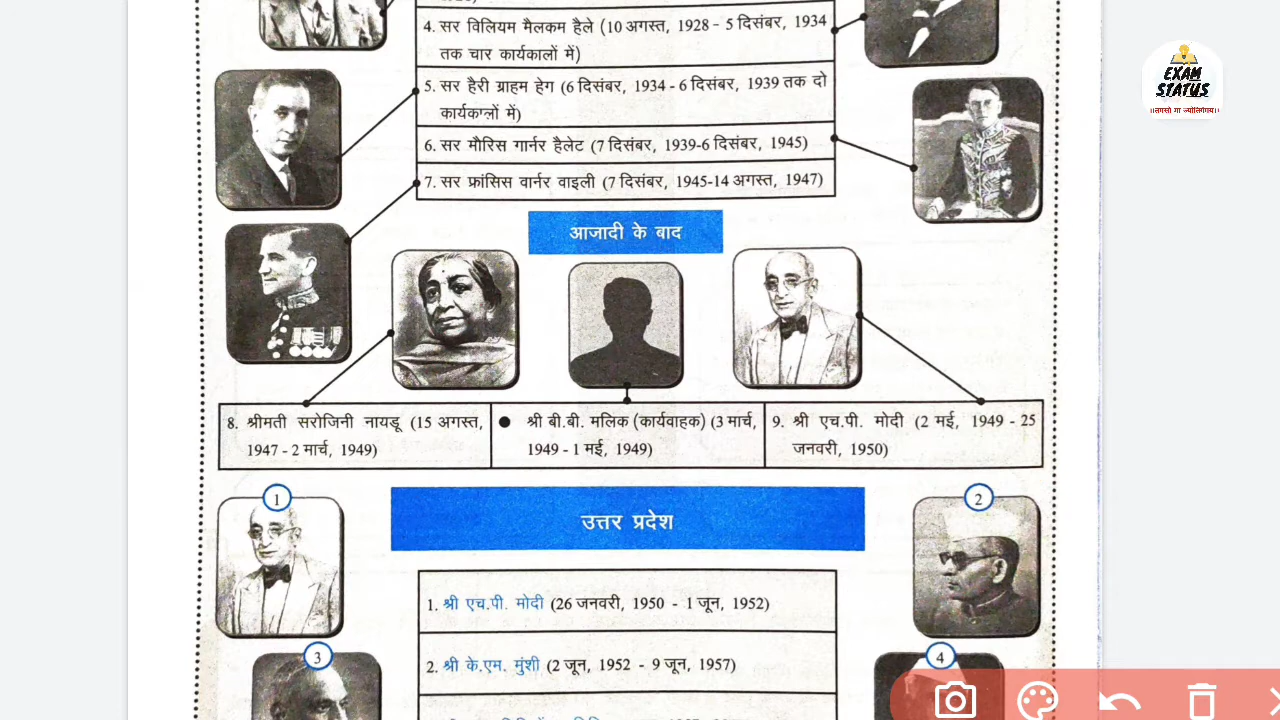 4. सर विलियम मैलकम हैले (10 अगस्त, 1928 - 5 दिसंबर, 1934
तक चार कार्यकालों में)
5. सर हैरी ग्राहम हेग (6 दिसंबर, 1934 - 6 दिसंबर, 1939 तक दो
कार्यकालों में)
6. सर मौरिस गार्नर हैलेट (7 दिसंबर, 1939-6 दिसंबर, 1945)
7. सर फ्रांसिस वार्नर वाइली (7 दिसंबर, 1945-14 अगस्त, 1947)
आजादी के बाद
8. श्रीमती सरोजिनी नायडू (15 अगस्त,
1947 - 2 मार्च, 1949)
● श्री बी.बी. मलिक (कार्यवाहक) (3 मार्च,
1949 - 1 मई, 1949)
9. श्री एच.पी. मोदी (2 मई, 1949 - 25
जनवरी, 1950)
1
2
उत्तर प्रदेश
1. श्री एच.पी. मोदी (26 जनवरी, 1950 - 1 जून, 1952)
3
4
2. श्री के.एम. मुंशी (2 जून, 1952 - 9 जून, 1957)
EXAM
STATUS